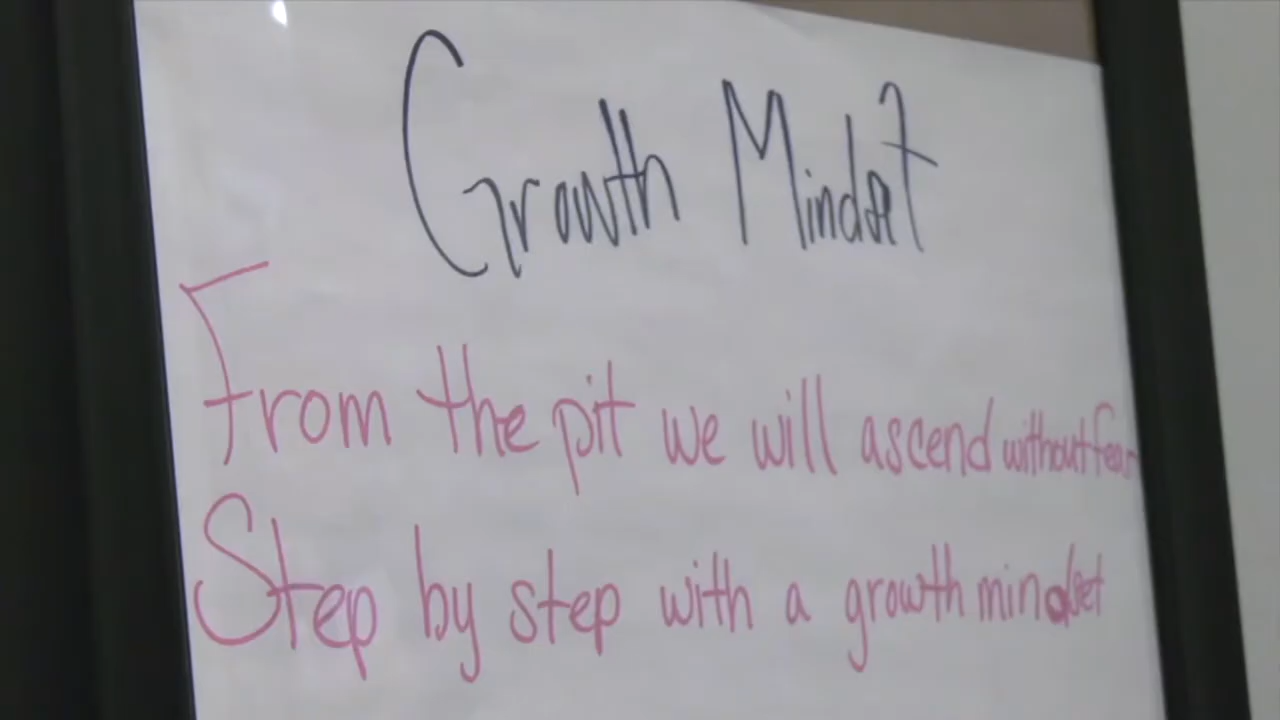 Growth Mindset
From the pit we will ascend without fear
Step by step with a growth mindset